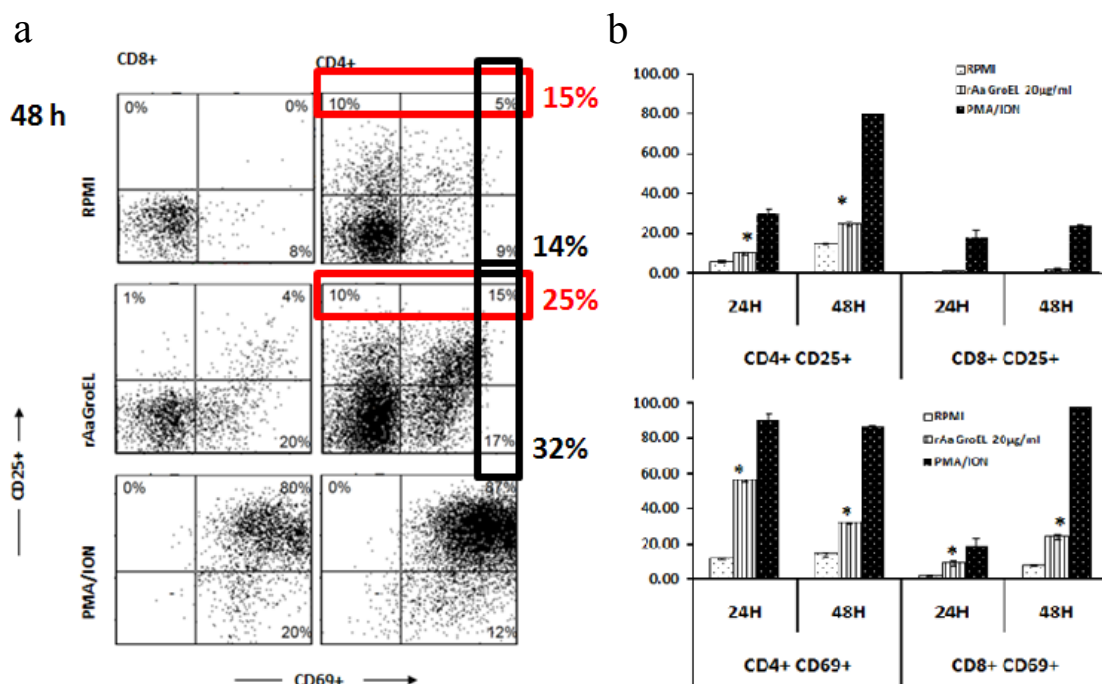 a
CD8+
CD4+
48 h
RPMI
0%
0%
8%
10%
5%
9%
15%
14%
rAaGroEL
1%
4%
20%
10%
15%
17%
25%
32%
PMA/ION
0%
80%
20%
0%
87%
12%
CD25+
CD69+
b
100.00
80.00
60.00
40.00
20.00
0.00
RPMI
rAa GroEL 20µg/ml
PMA/ION
*
*
24H
48H
24H
48H
CD4+ CD25+
CD8+ CD25+
100.00
80.00
60.00
40.00
20.00
0.00
RPMI
rAa GroEL 20µg/ml
PMA/ION
*
*
*
*
24H
48H
24H
48H
CD4+ CD69+
CD8+ CD69+